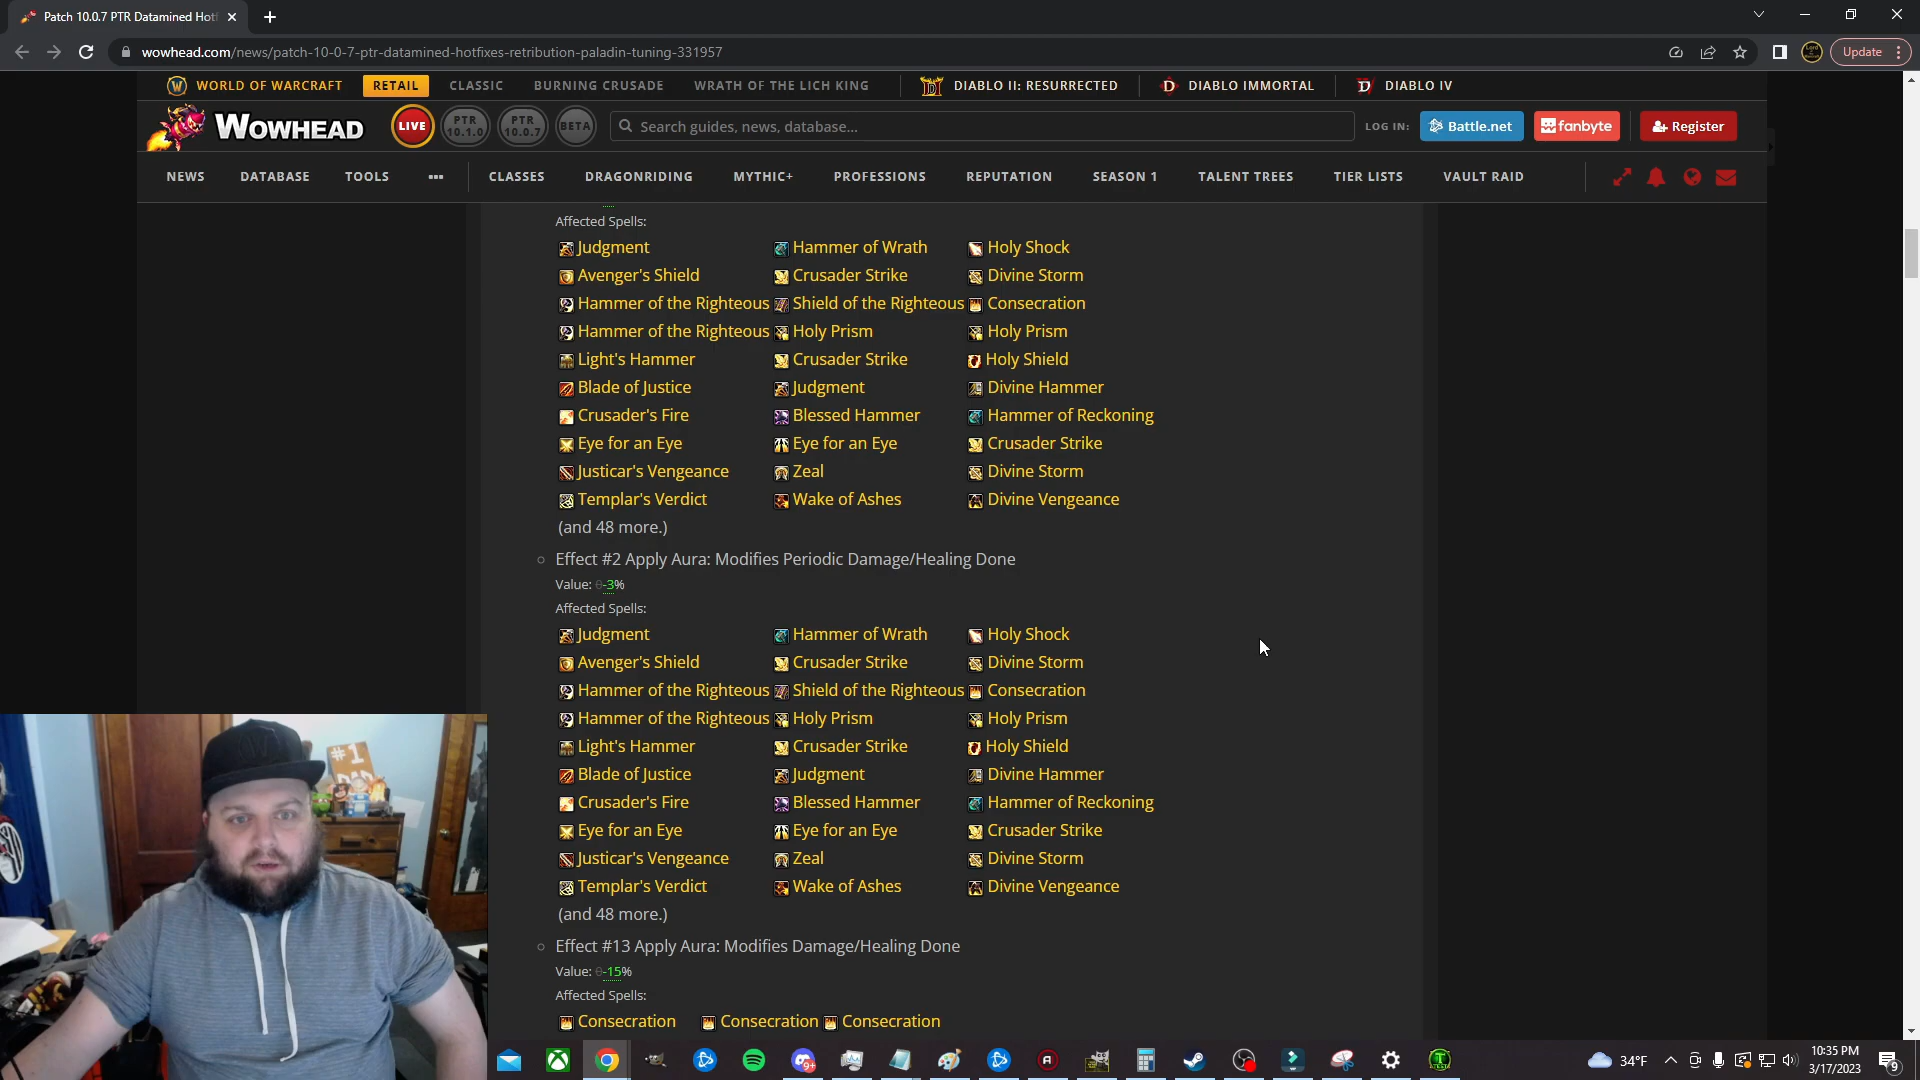 Patch 10.0.7 PTR Datamined Hotf
wowhead.com/news/patch-10-0-7-ptr-datamined-hotfixes-retribution-paladin-tuning-331957
Update
WORLD OF WARCRAFT RETAIL CLASSIC BURNING CRUSADE WRATH OF THE LICH KING DIABLO II: RESURRECTED DIABLO IMMORTAL DIABLO IV
WOWHEAD LIVE PTR 10.1.0 PTR 10.0.7 BETA Search guides, news, database... LOG IN: Battle.net fanbyte Register
NEWS DATABASE TOOLS ••• CLASSES DRAGONRIDING MYTHIC+ PROFESSIONS REPUTATION SEASON 1 TALENT TREES TIER LISTS VAULT RAID
Affected Spells:
Judgment Hammer of Wrath Holy Shock
Avenger's Shield Crusader Strike Divine Storm
Hammer of the Righteous Shield of the Righteous Consecration
Hammer of the Righteous Holy Prism Holy Prism
Light's Hammer Crusader Strike Holy Shield
Blade of Justice Judgment Divine Hammer
Crusader's Fire Blessed Hammer Hammer of Reckoning
Eye for an Eye Eye for an Eye Crusader Strike
Justicar's Vengeance Zeal Divine Storm
Templar's Verdict Wake of Ashes Divine Vengeance
(and 48 more.)
Effect #2 Apply Aura: Modifies Periodic Damage/Healing Done
Value: 0-3%
Affected Spells:
Judgment Hammer of Wrath Holy Shock
Avenger's Shield Crusader Strike Divine Storm
Hammer of the Righteous Shield of the Righteous Consecration
Hammer of the Righteous Holy Prism Holy Prism
Light's Hammer Crusader Strike Holy Shield
Blade of Justice Judgment Divine Hammer
Crusader's Fire Blessed Hammer Hammer of Reckoning
Eye for an Eye Eye for an Eye Crusader Strike
Justicar's Vengeance Zeal Divine Storm
Templar's Verdict Wake of Ashes Divine Vengeance
(and 48 more.)
Effect #13 Apply Aura: Modifies Damage/Healing Done
Value: 0-15%
Affected Spells:
Consecration Consecration Consecration
#1
DAD
34°F
10:35 PM
3/17/2023
9